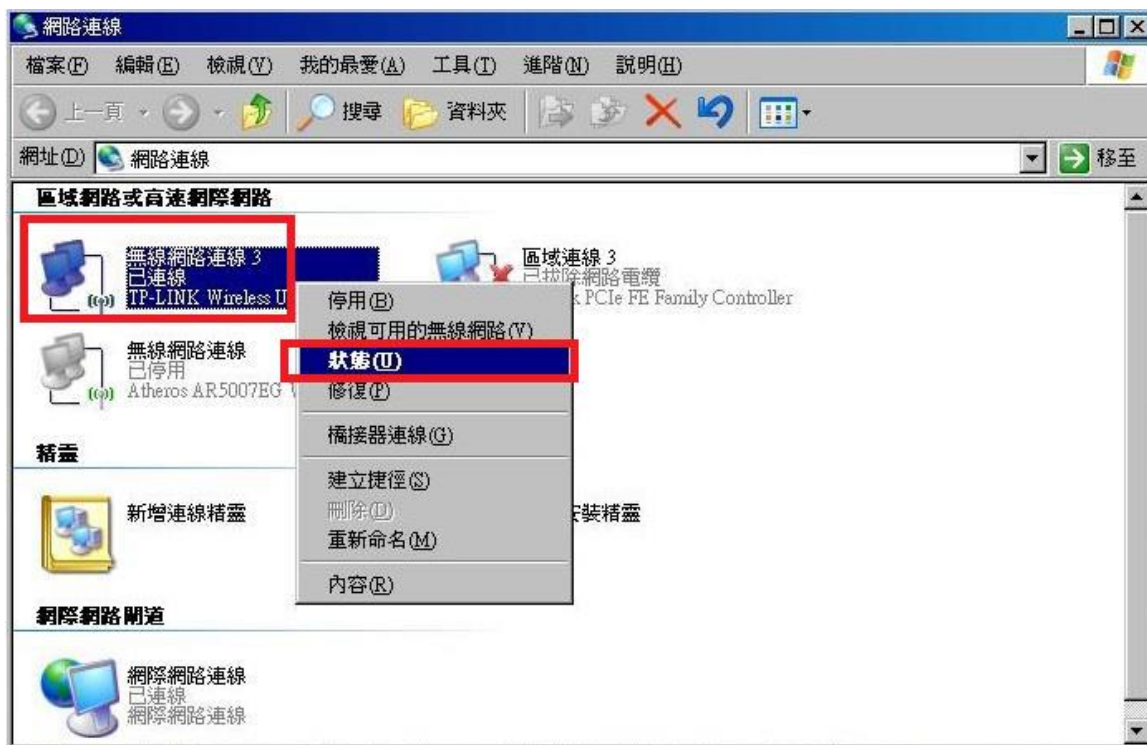 網路連線
檔案(F) 編輯(E) 檢視(V) 我的最愛(A) 工具(T) 進階(N) 說明(H)
上一頁 搜尋 資料夾
網址(D) 網路連線 移至
區域網路或高速網際網路
無線網路連線 3
已連線
TP-LINK Wireless U
區域連線 3
已拔除網路電纜
PCIe FE Family Controller
無線網路連線
已停用
Atheros AR5007EG
停用(B)
檢視可用的無線網路(V)
狀態(U)
修復(P)
橋接器連線(G)
建立捷徑(S)
刪除(D)
重新命名(M)
內容(R)
精靈
新增連線精靈
安裝精靈
網際網路閘道
網際網路連線
已連線
網際網路連線